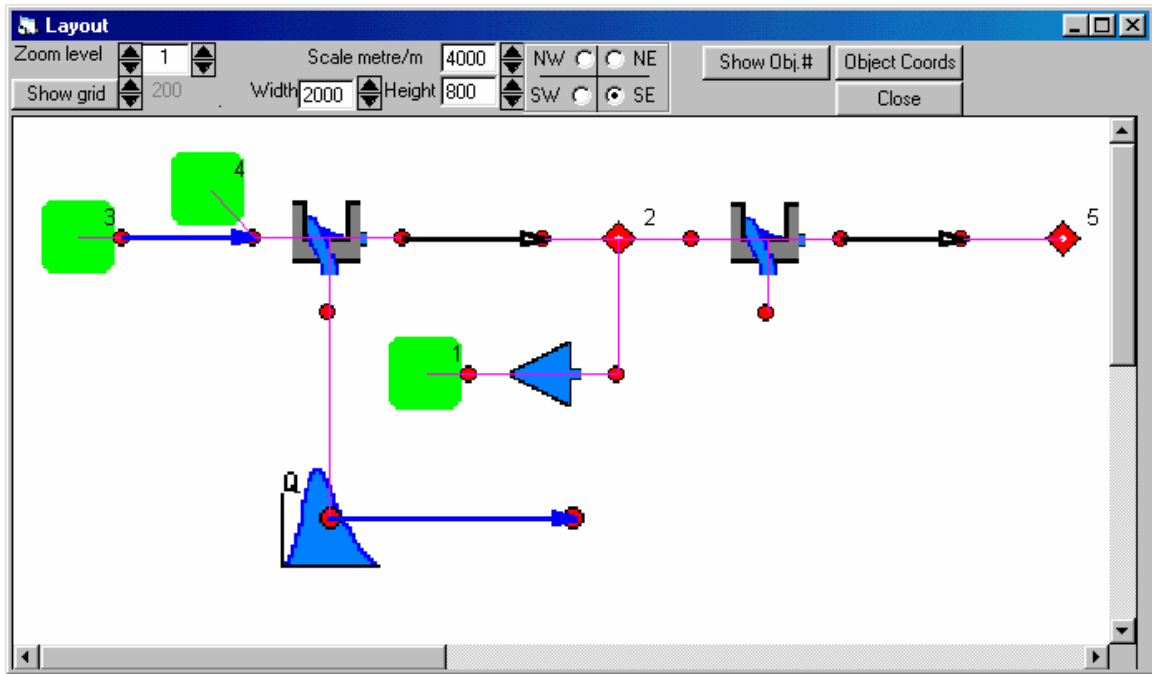 Layout
Zoom level 1 Scale metre/m 4000 NW NE Show Obj.# Object Coords
Show grid 200 . Width 2000 Height 800 SW SE Close
4
3 2 5
1
Q